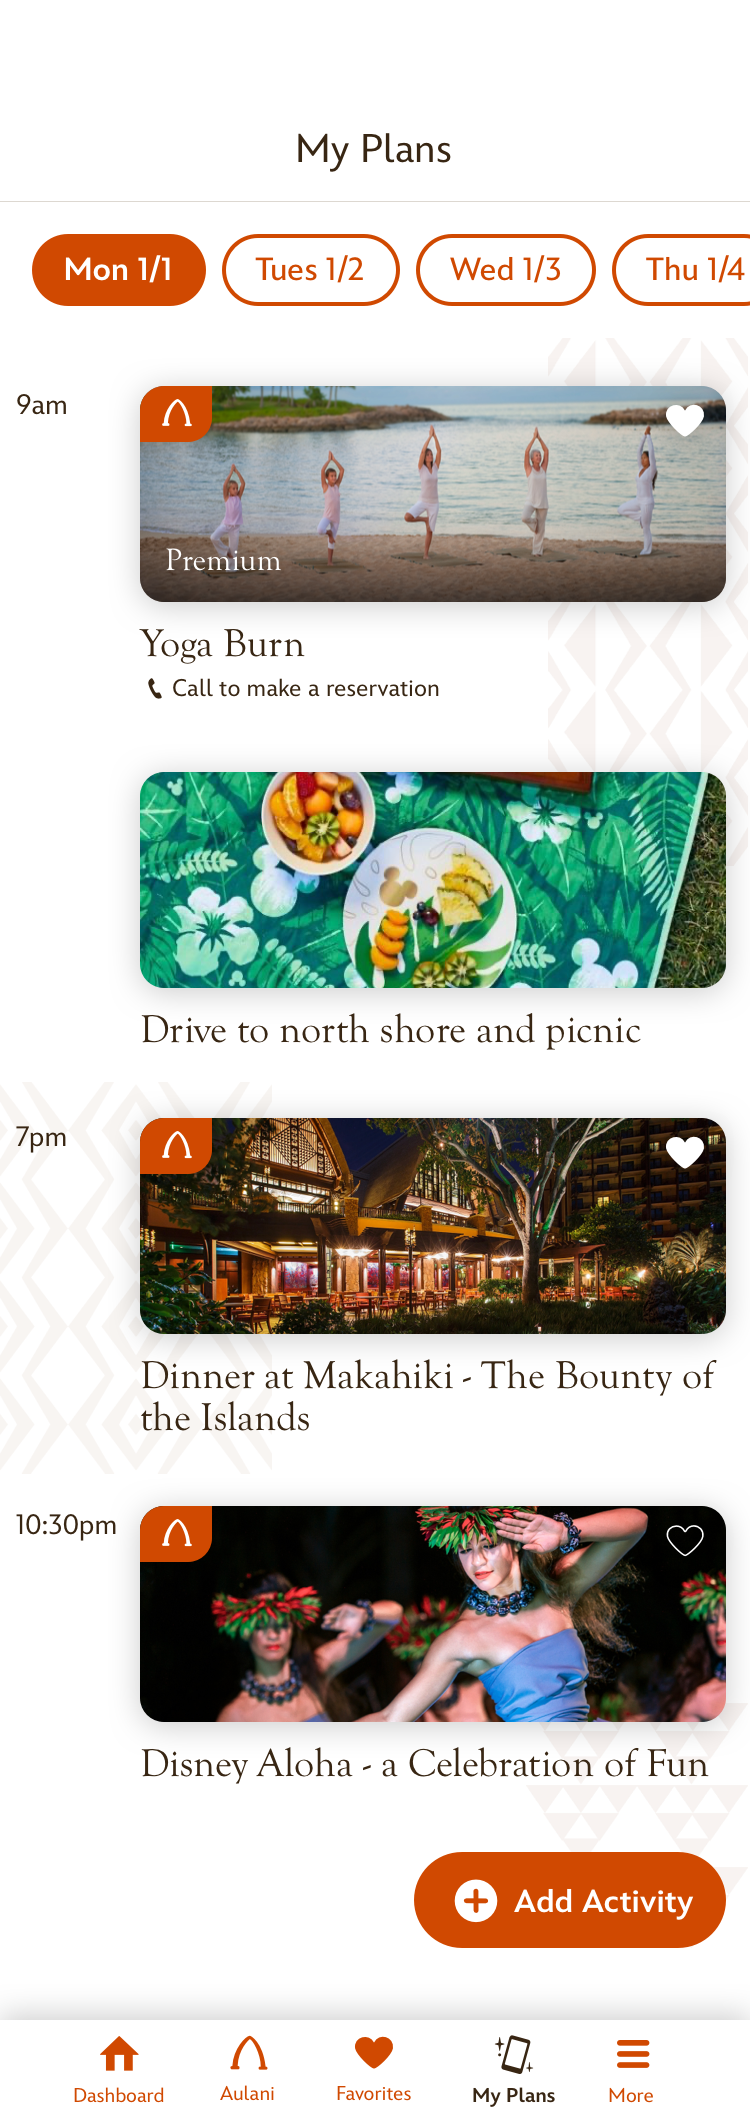 My Plans
Mon 1/1
Tues 1/2
Wed 1/3
Thu 1/4
9am
Premium
Yoga Burn
Call to make a reservation
Drive to north shore and picnic
7pm
Dinner at Makahiki - The Bounty of
the Islands
10:30pm
Disney Aloha - a Celebration of Fun
Add Activity
Dashboard
Aulani
Favorites
My Plans
More